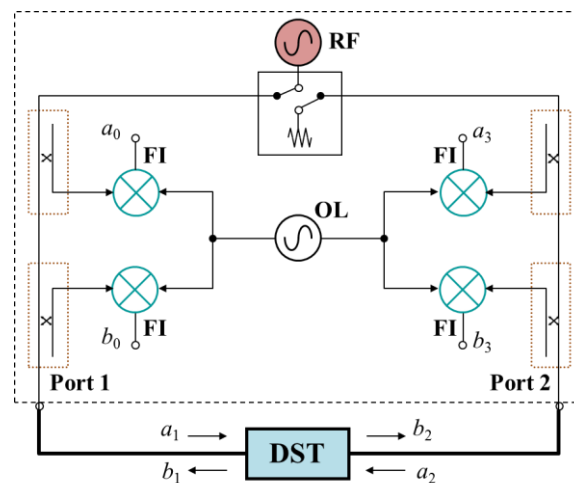 RF
a0 a3
FI FI
OL
FI FI
b0 b3
Port 1 Port 2
a1 b2
DST
b1 a2